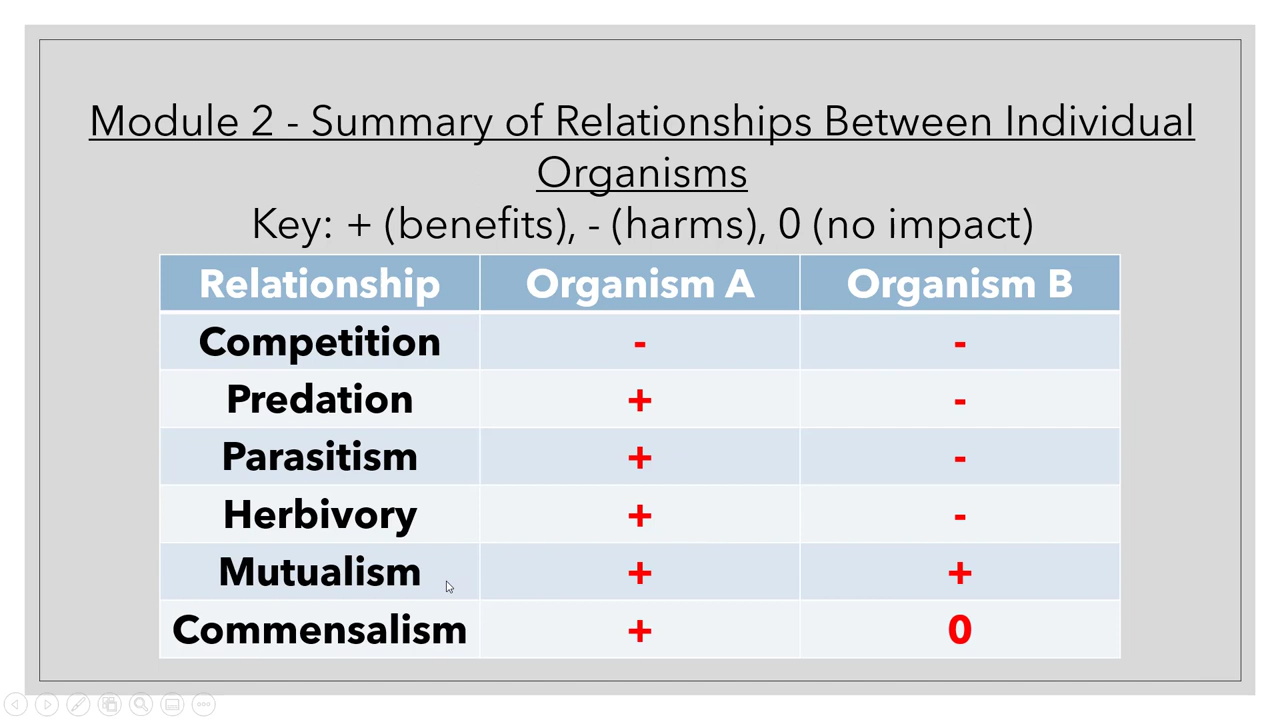 Module 2 - Summary of Relationships Between Individual
Organisms
Key: + (benefits), - (harms), 0 (no impact)
Relationship Organism A Organism B
Competition - -
Predation + -
Parasitism + -
Herbivory + -
Mutualism + +
Commensalism + 0